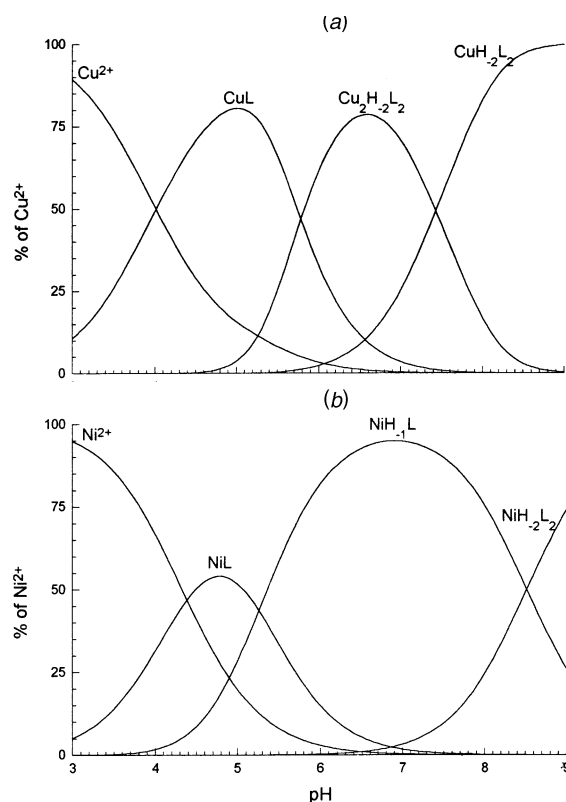 (a)
100
75
50
25
0
% of Cu²⁺
Cu²⁺
CuL
Cu₂H₋₂L₂
CuH₋₂L₂
(b)
100
75
50
25
0
% of Ni²⁺
Ni²⁺
NiL
NiH₋₁L
NiH₋₂L₂
3 4 5 6 7 8 9
pH